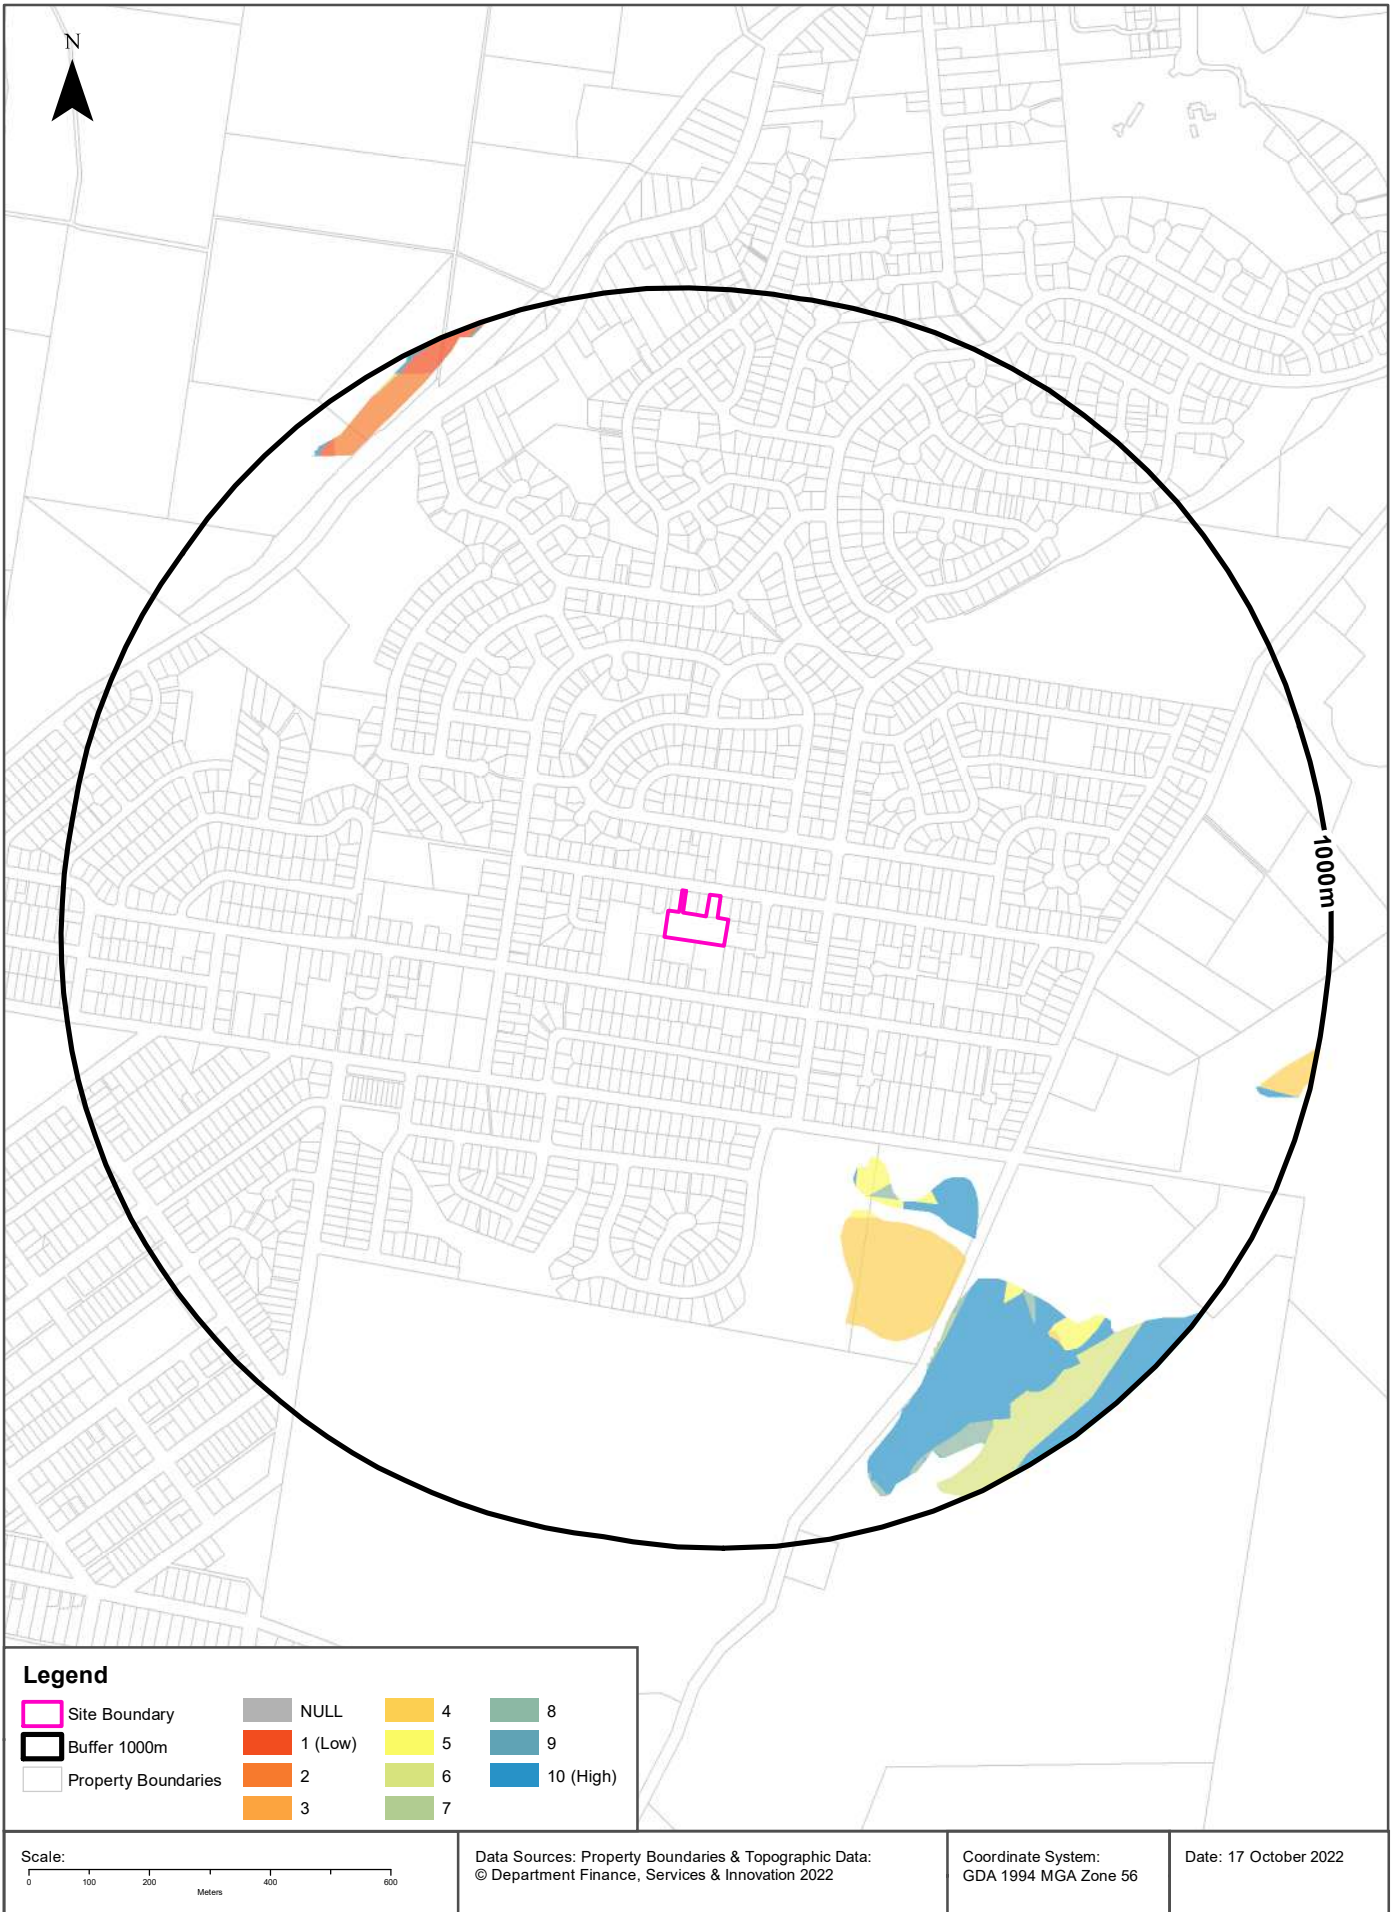 N
1000m
Legend
Site Boundary
Buffer 1000m
Property Boundaries
NULL
1 (Low)
2
3
4
5
6
7
8
9
10 (High)
Scale:
0 100 200 400 600
Meters
Data Sources: Property Boundaries & Topographic Data:
© Department Finance, Services & Innovation 2022
Coordinate System:
GDA 1994 MGA Zone 56
Date: 17 October 2022